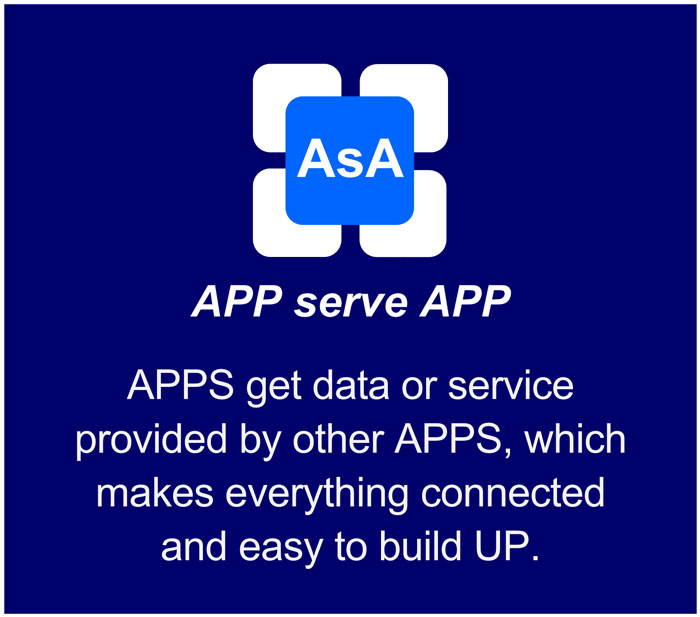 AsA
APP serve APP
APPS get data or service
provided by other APPS, which
makes everything connected
and easy to build UP.